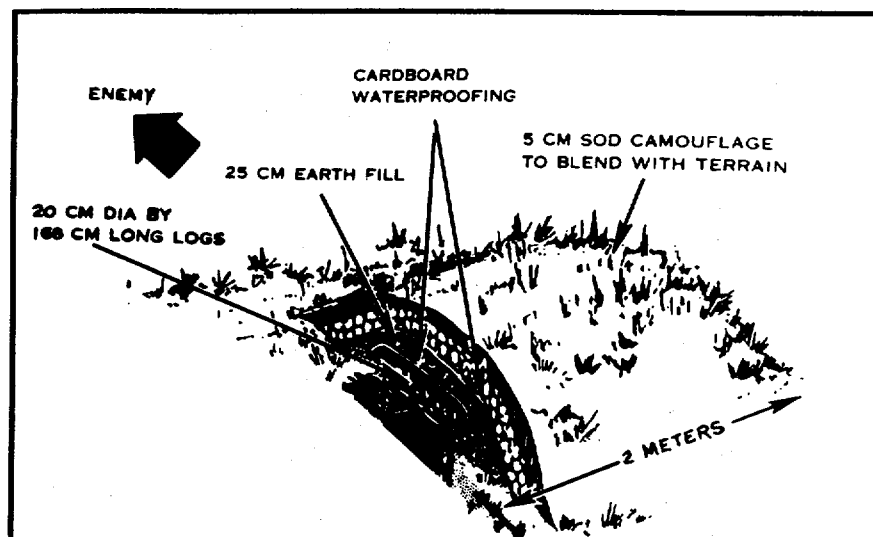 CARDBOARD
WATERPROOFING
ENEMY
5 CM SOD CAMOUFLAGE
TO BLEND WITH TERRAIN
25 CM EARTH FILL
20 CM DIA BY
168 CM LONG LOGS
2 METERS